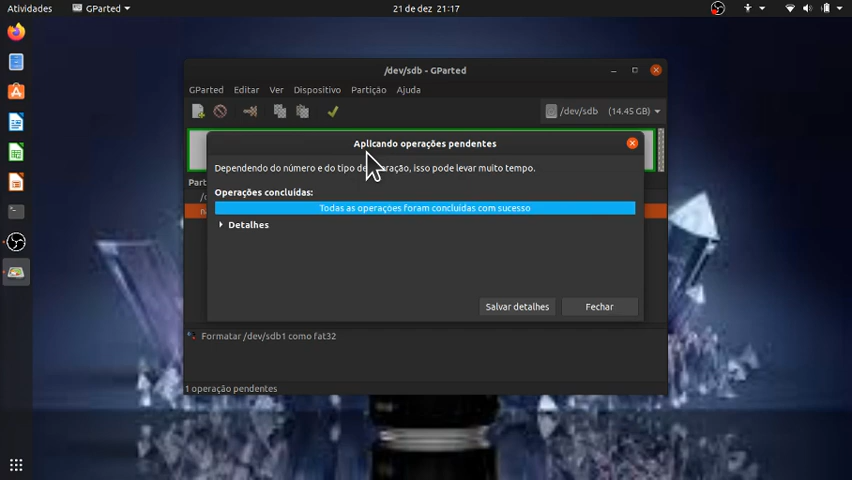 Atividades
GParted
21 de dez 21:17
/dev/sdb - GParted
GParted Editar Ver Dispositivo Partição Ajuda
/dev/sdb (14.45 GB)
Aplicando operações pendentes
Dependendo do número e do tipo de operação, isso pode levar muito tempo.
Part
Operações concluídas:
Todas as operações foram concluídas com sucesso
Detalhes
Salvar detalhes
Fechar
Formatar /dev/sdb1 como fat32
1 operação pendentes